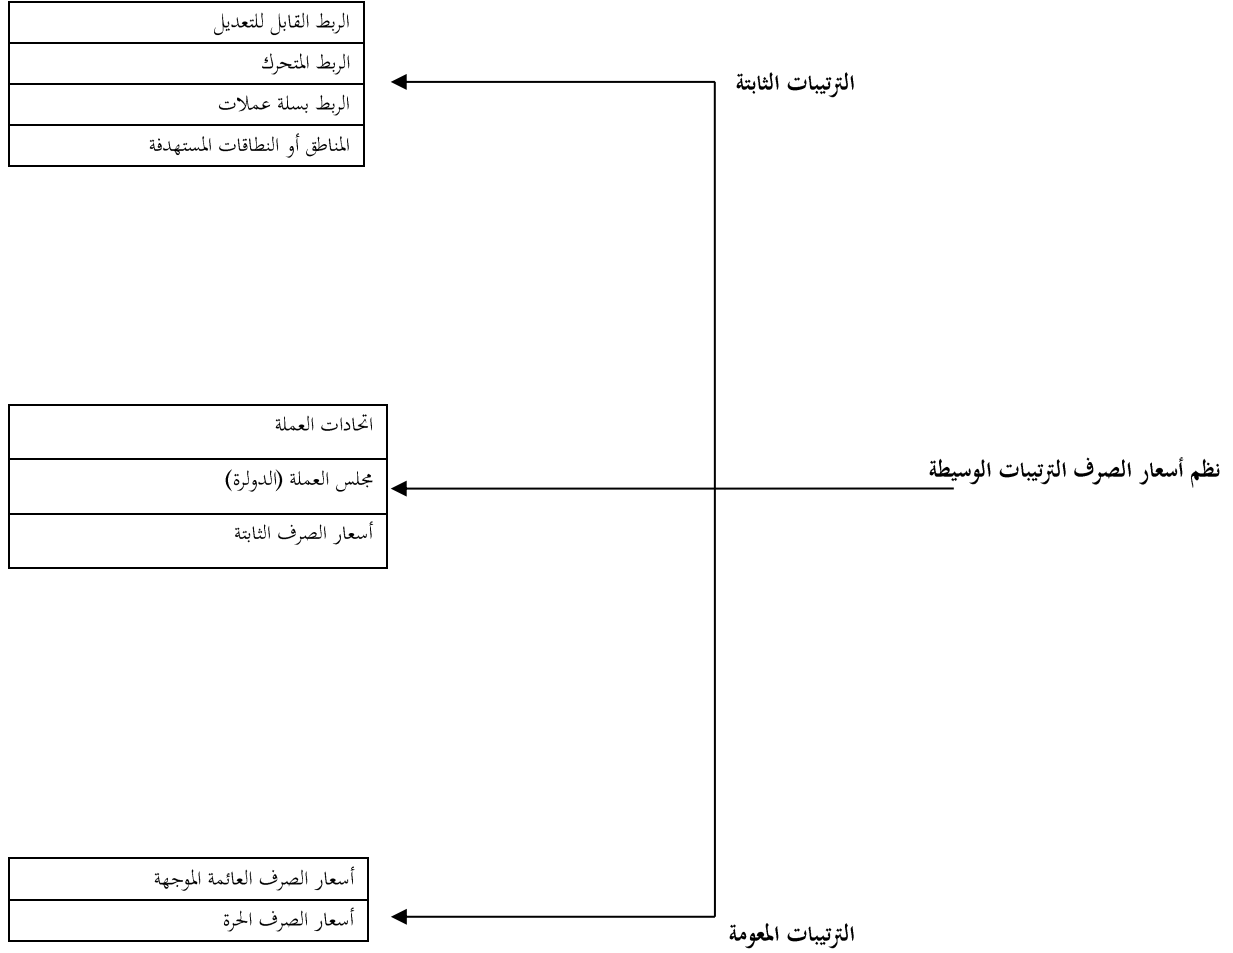 الربط القابل للتعديل
الربط المتحرك
الترتيبات الثابتة
الربط بسلة عملات
المناطق أو النطاقات المستهدفة
اتحادات العملة
نظم أسعار الصرف الترتيبات الوسيطة
مجلس العملة (الدولرة)
أسعار الصرف الثابتة
أسعار الصرف العائمة الموجهة
أسعار الصرف الحرة
الترتيبات المعومة